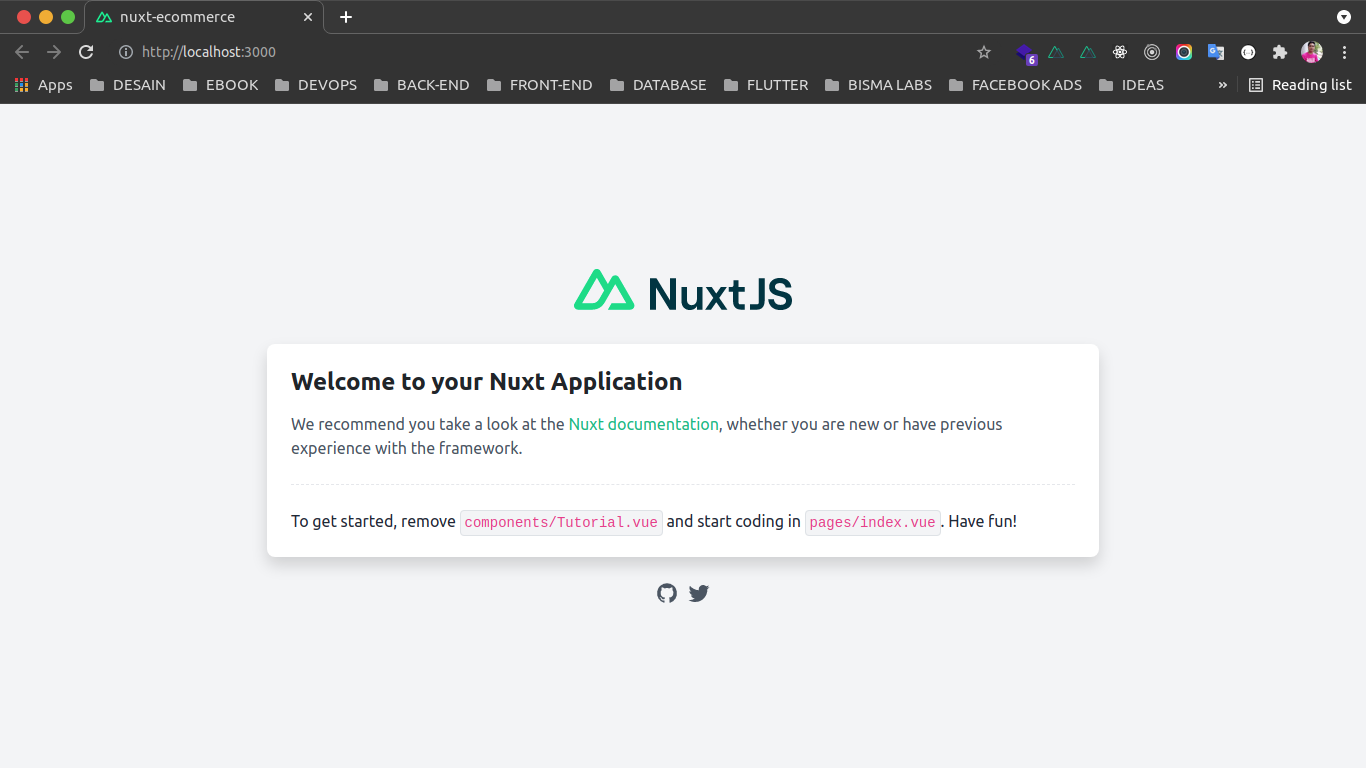 nuxt-ecommerce
http://localhost:3000
6
Apps DESAIN EBOOK DEVOPS BACK-END FRONT-END DATABASE FLUTTER BISMA LABS FACEBOOK ADS IDEAS » Reading list
NuxtJS
Welcome to your Nuxt Application
We recommend you take a look at the Nuxt documentation, whether you are new or have previous
experience with the framework.
To get started, remove components/Tutorial.vue and start coding in pages/index.vue. Have fun!